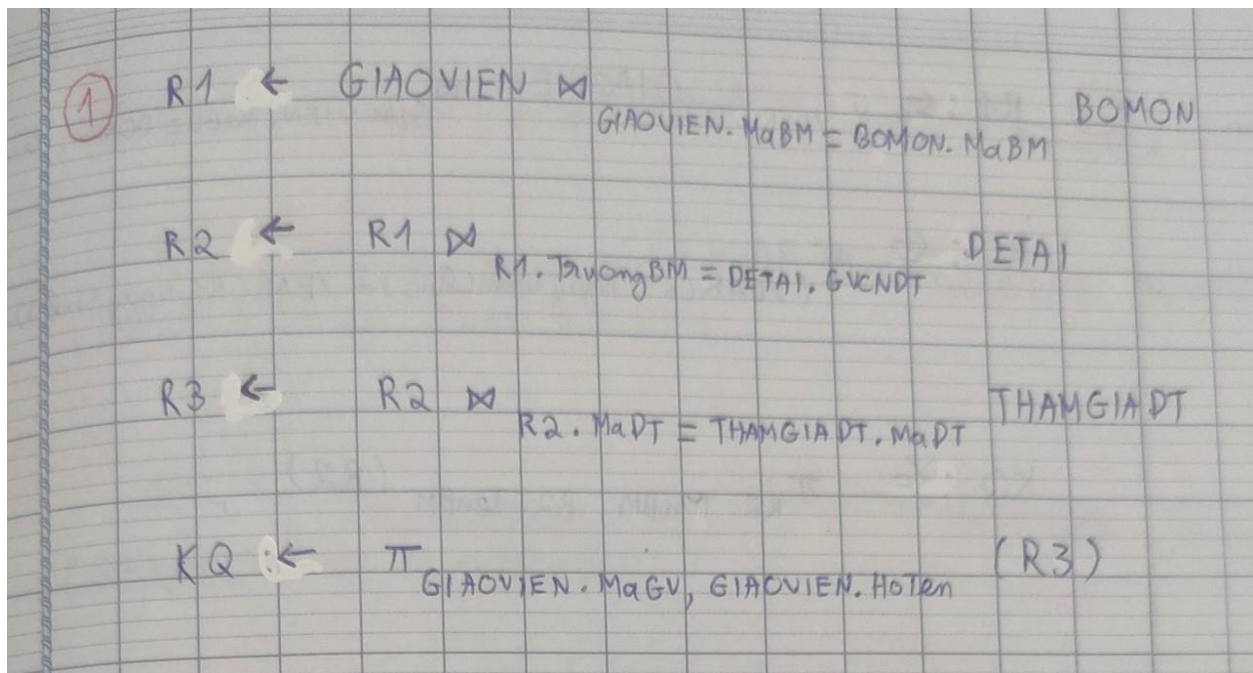 1 R1 ← GIAOVIEN ⋈ GIAOVIEN.MaBM = BOMON.MaBM BOMON
R2 ← R1 ⋈ R1.TruongBM = DETAI.GVCNDT DETAI
R3 ← R2 ⋈ R2.MaDT = THAMGIADT.MaDT THAMGIADT
KQ :← π GIAOVIEN.MaGV, GIAOVIEN.HoTen (R3)